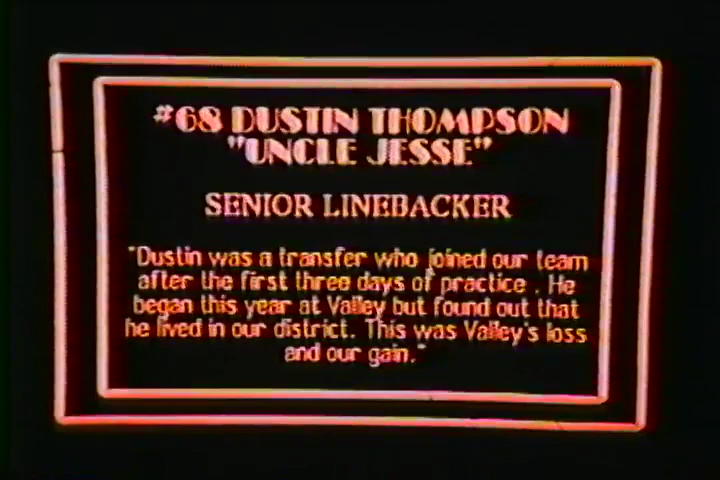 #68 DUSTIN THOMPSON
"UNCLE JESSE"
SENIOR LINEBACKER
"Dustin was a transfer who joined our team
after the first three days of practice . He
began this year at Valley but found out that
he lived in our district. This was Valley's loss
and our gain."